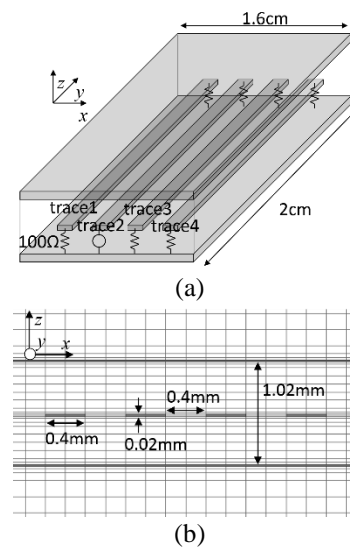 1.6cm
z
y
x
trace1
trace3
100Ω
trace2
trace4
2cm
(a)
z
x
y
0.4mm
1.02mm
0.4mm
0.02mm
(b)